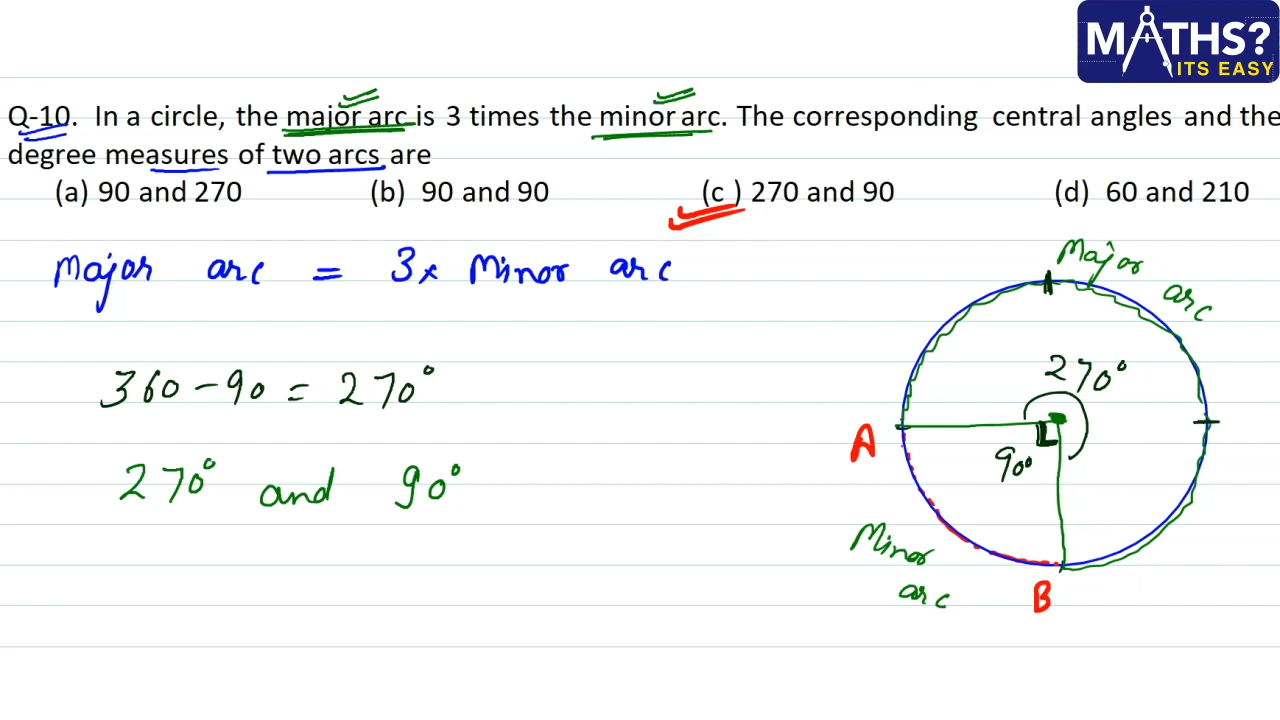 MATHS?
ITS EASY
Q-10. In a circle, the major arc is 3 times the minor arc. The corresponding central angles and the
degree measures of two arcs are
(a) 90 and 270 (b) 90 and 90 (c ) 270 and 90 (d) 60 and 210
Major arc = 3 x Minor arc
Major arc
360 - 90 = 270°
270°
A
90°
270° and 90°
Minor arc
B